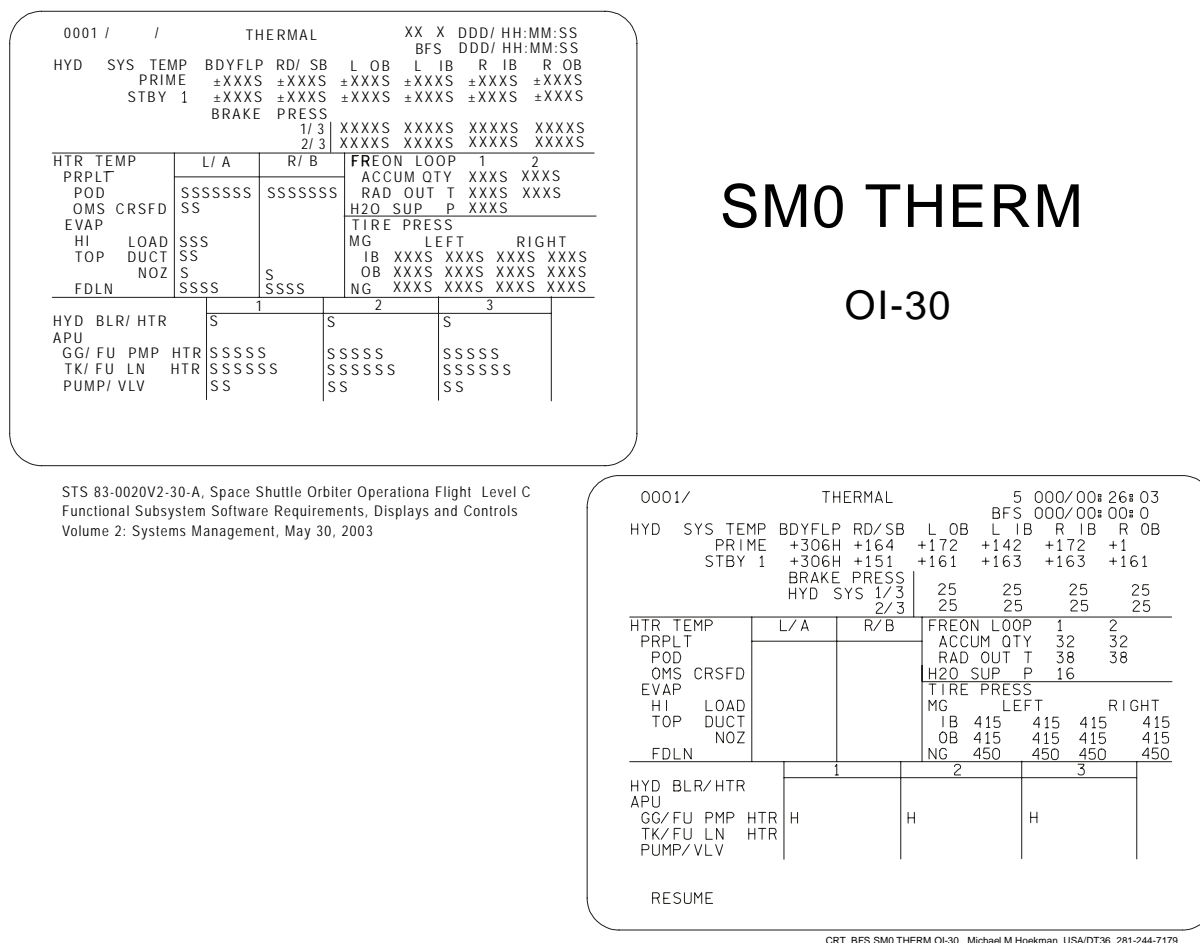 0001 / / THERMAL XX X DDD/ HH:MM:SS
BFS DDD/ HH:MM:SS
HYD SYS TEMP BDYFLP RD/ SB L OB L IB R IB R OB
PRIME ±XXXS ±XXXS ±XXXS ±XXXS ±XXXS ±XXXS
STBY 1 ±XXXS ±XXXS ±XXXS ±XXXS ±XXXS ±XXXS
BRAKE PRESS
1/ 3 XXXXS XXXXS XXXXS XXXXS
2/ 3 XXXXS XXXXS XXXXS XXXXS
HTR TEMP L/ A R/ B FREON LOOP 1 2
PRPLT ACCUM QTY XXXS XXXS
POD SSSSSSS SSSSSSS RAD OUT T XXXS XXXS
OMS CRSFD SS H2O SUP P XXXS
EVAP TIRE PRESS
HI LOAD SSS MG LEFT RIGHT
TOP DUCT SS IB XXXS XXXS XXXS XXXS
NOZ S S OB XXXS XXXS XXXS XXXS
FDLN SSSS SSSS NG XXXS XXXS XXXS XXXS
1 2 3
HYD BLR/ HTR S S S
APU
GG/ FU PMP HTR SSSSS SSSSS SSSSS
TK/ FU LN HTR SSSSSS SSSSSS SSSSSS
PUMP/ VLV SS SS SS
SM0 THERM
OI-30
STS 83-0020V2-30-A, Space Shuttle Orbiter Operationa Flight Level C
Functional Subsystem Software Requirements, Displays and Controls
Volume 2: Systems Management, May 30, 2003
0001/ THERMAL 5 000/00:26:03
BFS 000/00:00:0
HYD SYS TEMP BDYFLP RD/SB L OB L IB R IB R OB
PRIME +306H +164 +172 +142 +172 +1
STBY 1 +306H +151 +161 +163 +163 +161
BRAKE PRESS
HYD SYS 1/3 25 25 25 25
2/3 25 25 25 25
HTR TEMP L/A R/B FREON LOOP 1 2
PRPLT ACCUM QTY 32 32
POD RAD OUT T 38 38
OMS CRSFD H2O SUP P 16
EVAP TIRE PRESS
HI LOAD MG LEFT RIGHT
TOP DUCT IB 415 415 415 415
NOZ OB 415 415 415 415
FDLN NG 450 450 450 450
1 2 3
HYD BLR/HTR
APU
GG/FU PMP HTR H H H
TK/FU LN HTR
PUMP/VLV
RESUME
CRT_BFS SM0 THERM OI-30 Michael M Hoekman, USA/DT36, 281-244-7179